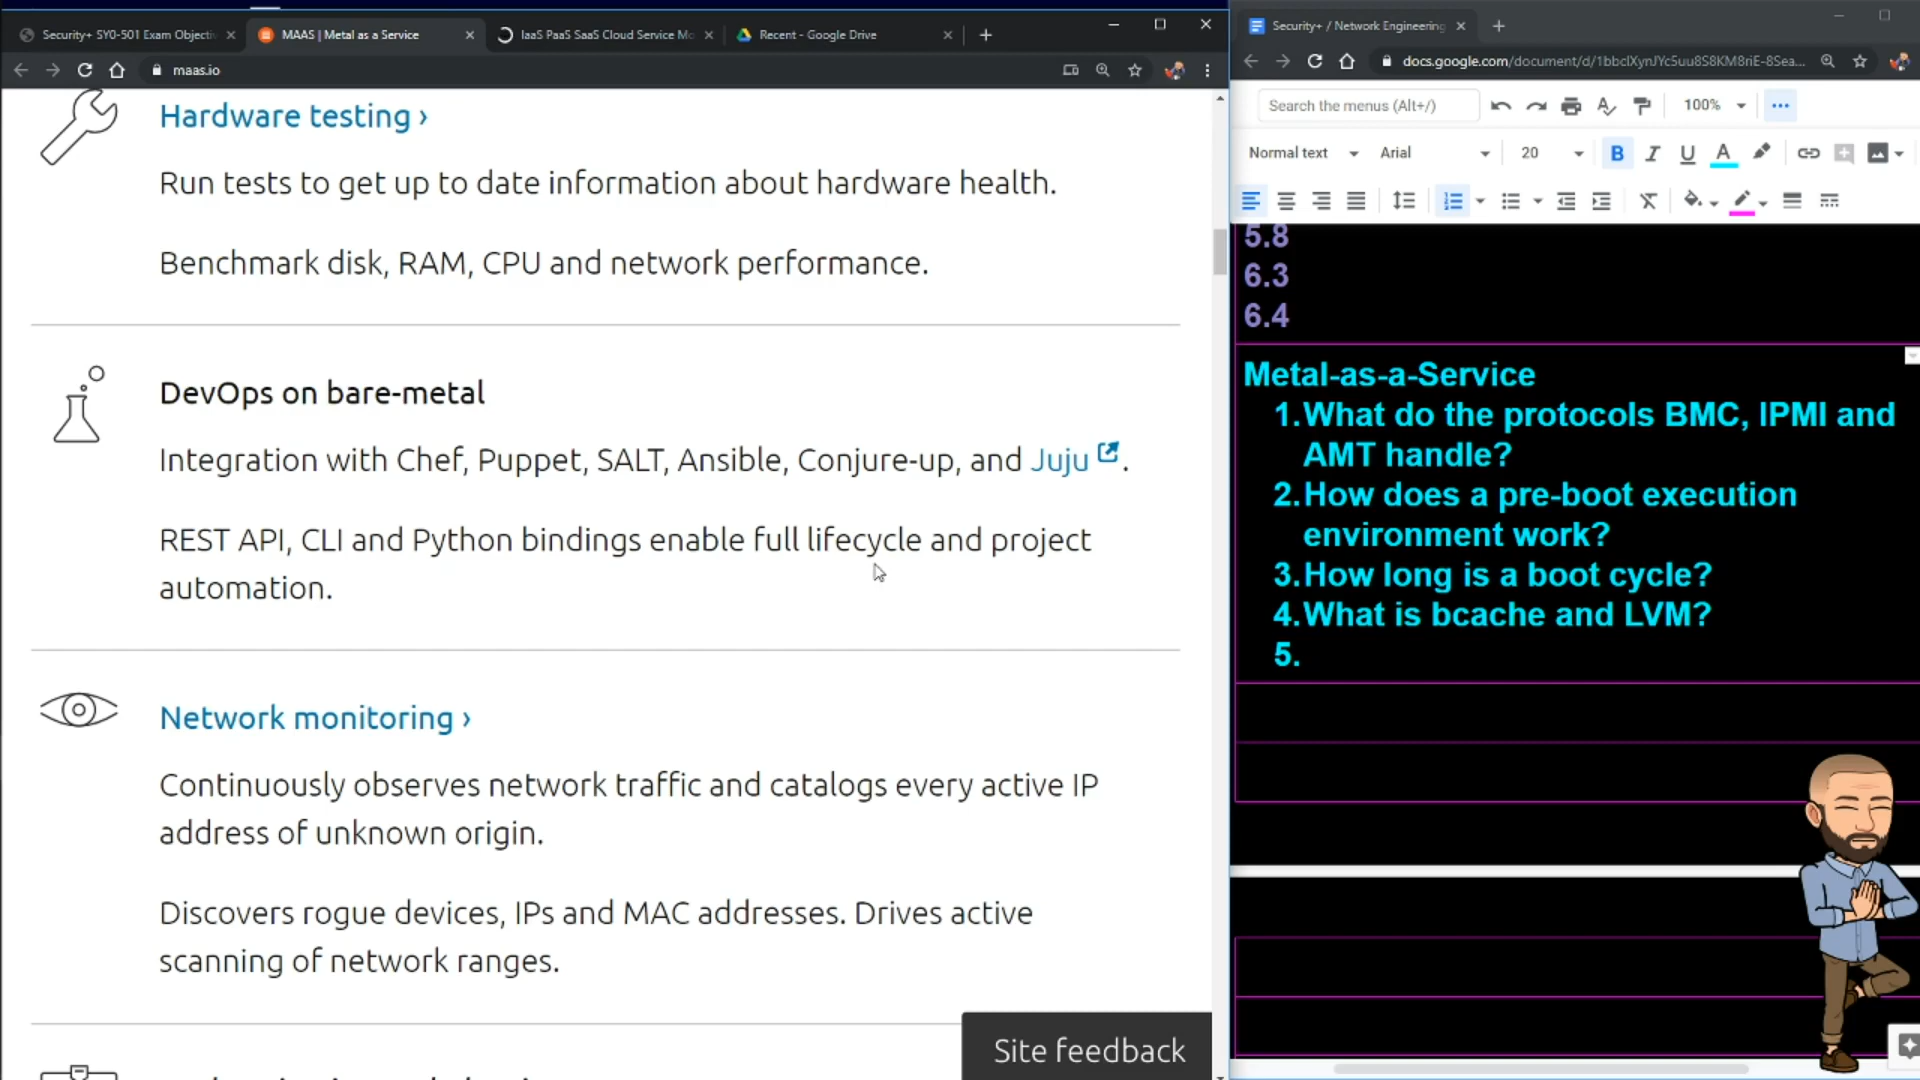 Security+ SY0-501 Exam Objecti
MAAS | Metal as a Service
IaaS PaaS SaaS Cloud Service Mo
Recent - Google Drive
maas.io
Hardware testing ›
Run tests to get up to date information about hardware health.
Benchmark disk, RAM, CPU and network performance.
DevOps on bare-metal
Integration with Chef, Puppet, SALT, Ansible, Conjure-up, and Juju .
REST API, CLI and Python bindings enable full lifecycle and project
automation.
Network monitoring ›
Continuously observes network traffic and catalogs every active IP
address of unknown origin.
Discovers rogue devices, IPs and MAC addresses. Drives active
scanning of network ranges.
Site feedback
Security+ / Network Engineering
Search the menus (Alt+/)
100%
Normal text
Arial
20
B I U A
5.8
6.3
6.4
Metal-as-a-Service
1. What do the protocols BMC, IPMI and
AMT handle?
2. How does a pre-boot execution
environment work?
3. How long is a boot cycle?
4. What is bcache and LVM?
5.